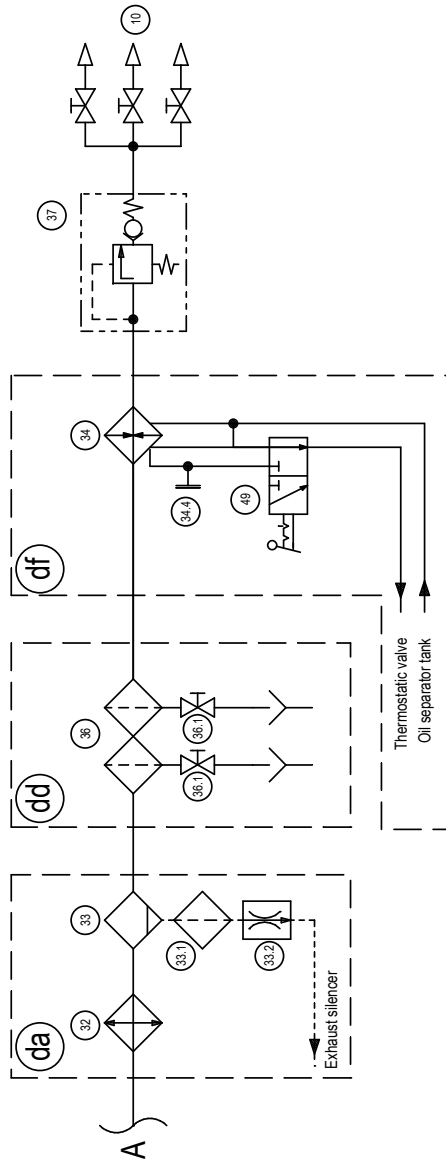 A
da
32
33
33.1
33.2
Exhaust silencer
dd
36
36.1
36.1
df
34
34.4
49
Thermostatic valve
Oil separator tank
37
10